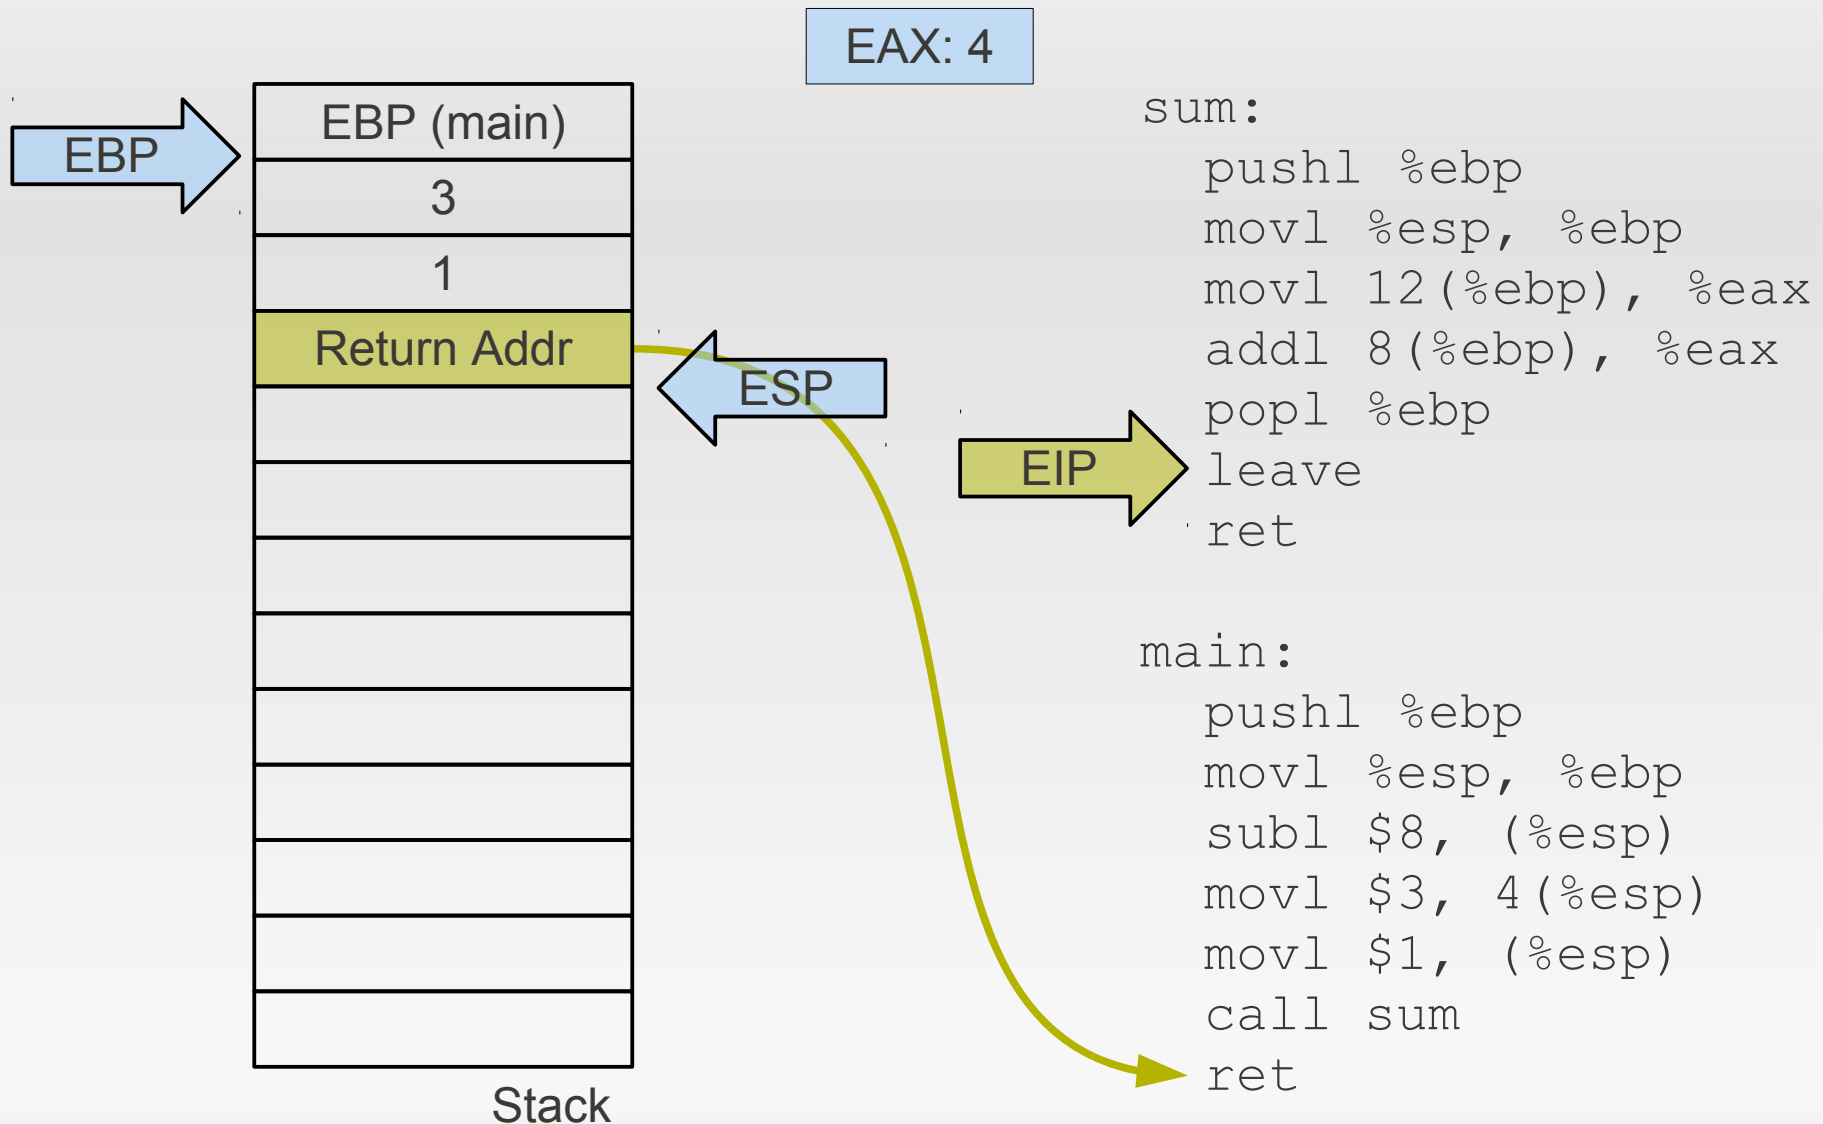 EAX: 4
EBP
EBP (main)
3
1
Return Addr
ESP
EIP
Stack
sum:
pushl %ebp
movl %esp, %ebp
movl 12(%ebp), %eax
addl 8(%ebp), %eax
popl %ebp
leave
ret
main:
pushl %ebp
movl %esp, %ebp
subl $8, (%esp)
movl $3, 4(%esp)
movl $1, (%esp)
call sum
ret